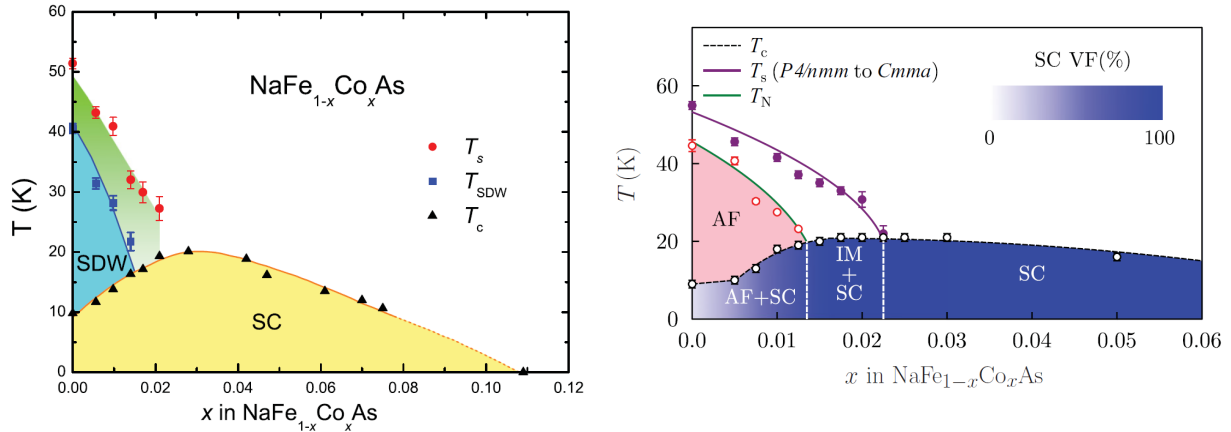 60
50
40
30
20
10
0
T (K)
NaFe1-xCoxAs
Ts
TSDW
Tc
SDW
SC
0.00
0.02
0.04
0.06
0.08
0.10
0.12
x in NaFe1-xCoxAs
Tc
Ts (P4/nmm to Cmma)
TN
SC VF(%)
0
100
60
40
20
0
T (K)
AF
AF+SC
IM
+
SC
SC
0.00
0.01
0.02
0.03
0.04
0.05
0.06
x in NaFe1−xCoxAs